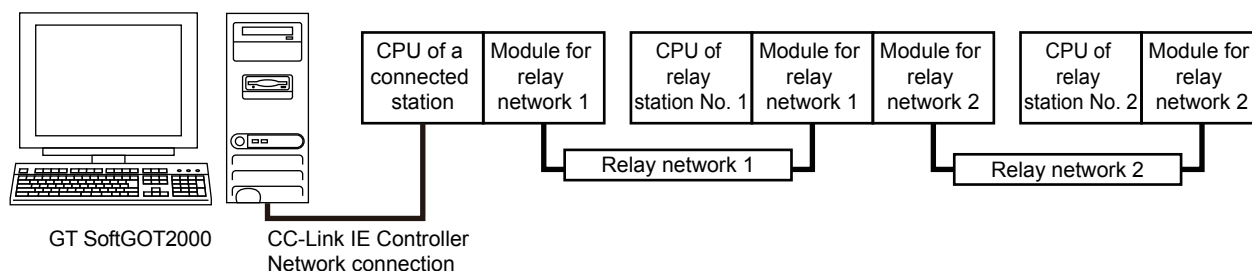 CPU of a
connected
station
Module for
relay
network 1
CPU of
relay
station No. 1
Module for
relay
network 1
Module for
relay
network 2
CPU of
relay
station No. 2
Module for
relay
network 2
Relay network 1
Relay network 2
GT SoftGOT2000
CC-Link IE Controller
Network connection